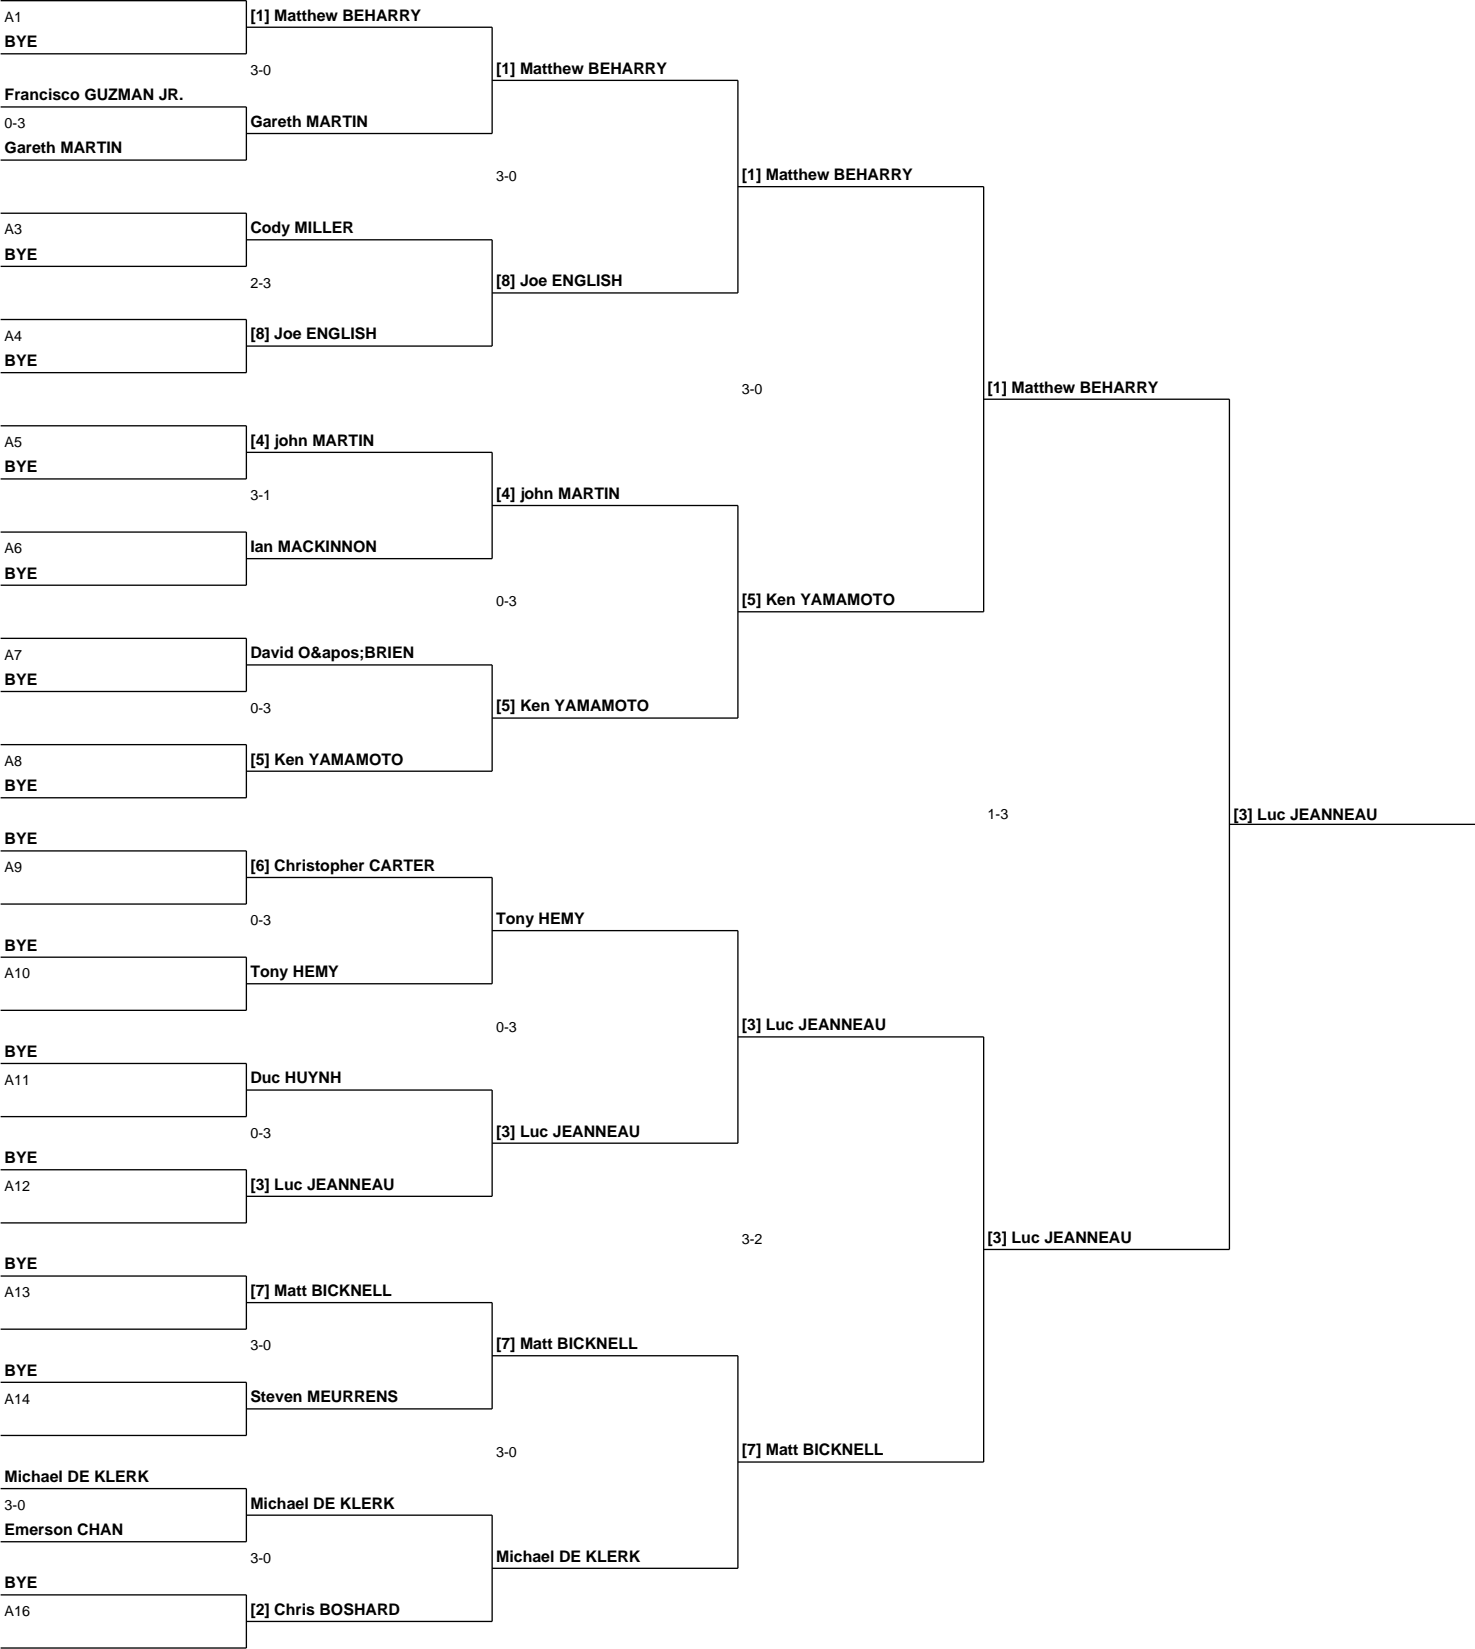 A1
BYE
[1] Matthew BEHARRY
3-0
Francisco GUZMAN JR.
0-3
Gareth MARTIN
Gareth MARTIN
[1] Matthew BEHARRY
3-0
A3
BYE
Cody MILLER
2-3
A4
BYE
[8] Joe ENGLISH
[8] Joe ENGLISH
[1] Matthew BEHARRY
3-0
A5
BYE
[4] john MARTIN
3-1
A6
BYE
Ian MACKINNON
[4] john MARTIN
0-3
A7
BYE
David O&apos;BRIEN
0-3
A8
BYE
[5] Ken YAMAMOTO
[5] Ken YAMAMOTO
[5] Ken YAMAMOTO
[1] Matthew BEHARRY
1-3
[3] Luc JEANNEAU
BYE
A9
[6] Christopher CARTER
0-3
BYE
A10
Tony HEMY
Tony HEMY
0-3
BYE
A11
Duc HUYNH
0-3
BYE
A12
[3] Luc JEANNEAU
[3] Luc JEANNEAU
[3] Luc JEANNEAU
3-2
BYE
A13
[7] Matt BICKNELL
3-0
BYE
A14
Steven MEURRENS
[7] Matt BICKNELL
3-0
Michael DE KLERK
3-0
Emerson CHAN
Michael DE KLERK
3-0
BYE
A16
[2] Chris BOSHARD
Michael DE KLERK
[7] Matt BICKNELL
[3] Luc JEANNEAU